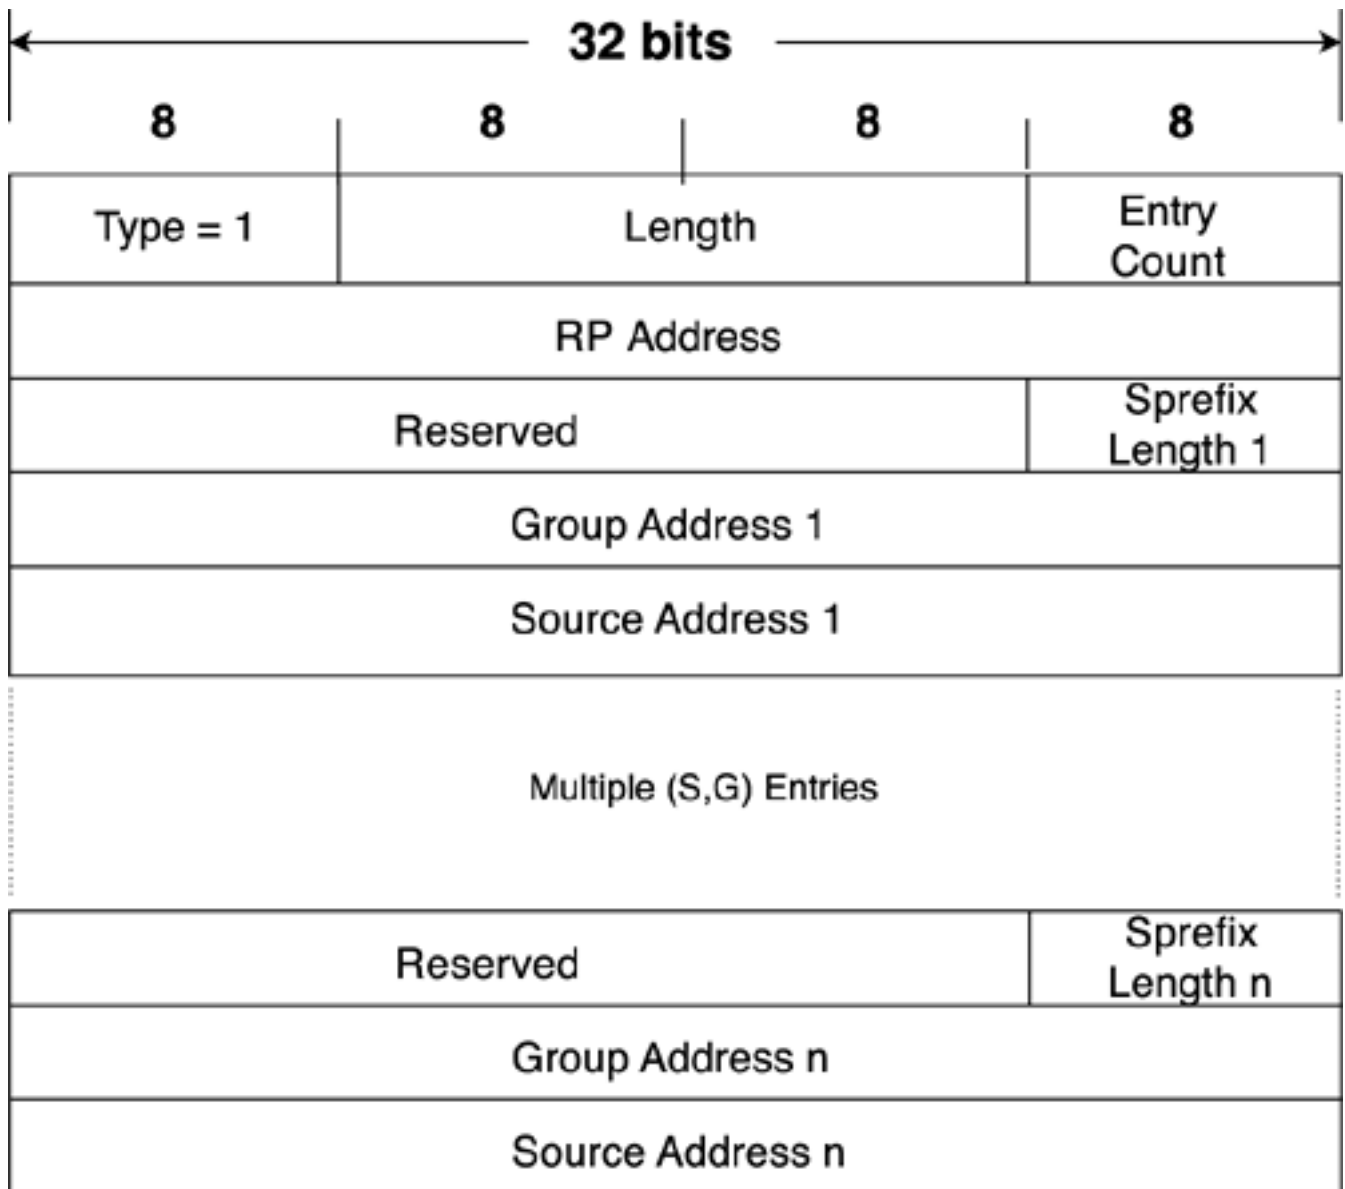 32 bits
8 8 8 8
Type = 1 Length Entry
Count
RP Address
Reserved Sprefix
Length 1
Group Address 1
Source Address 1
Multiple (S,G) Entries
Reserved Sprefix
Length n
Group Address n
Source Address n